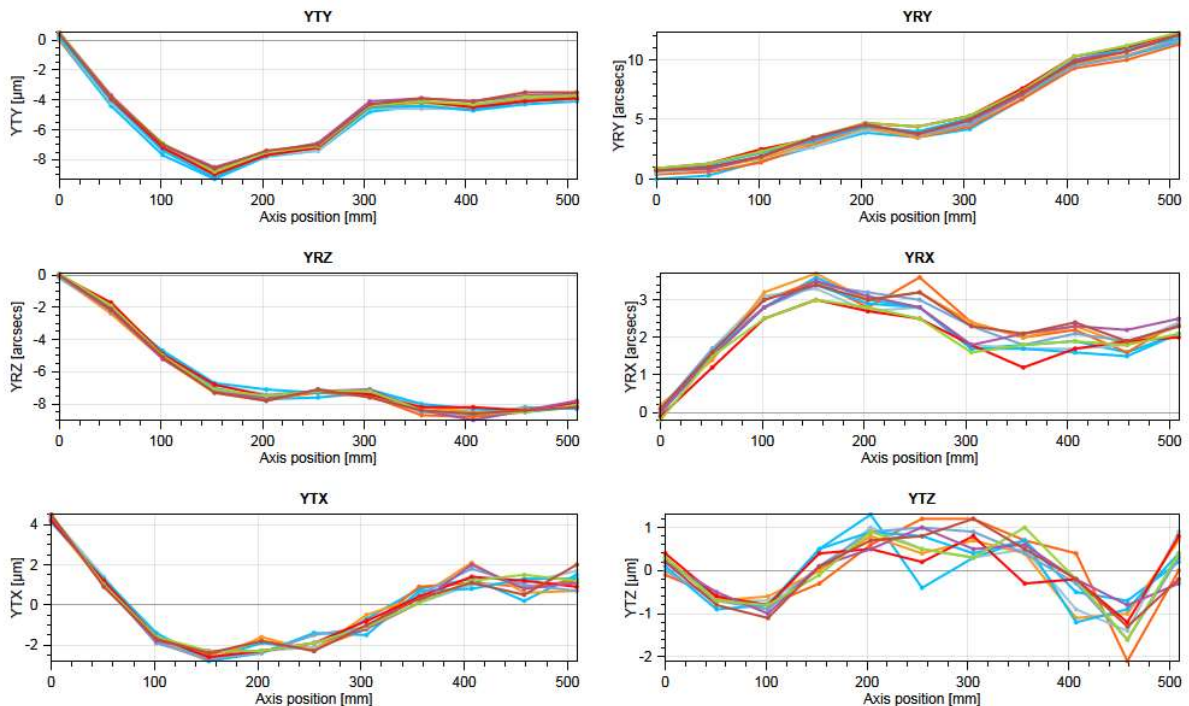 YTY
YTY [µm]
0
-2
-4
-6
-8
0 100 200 300 400 500
Axis position [mm]
YRY
YRY [arcsecs]
10
5
0
0 100 200 300 400 500
Axis position [mm]
YRZ
YRZ [arcsecs]
0
-2
-4
-6
-8
0 100 200 300 400 500
Axis position [mm]
YRX
YRX [arcsecs]
3
2
1
0
0 100 200 300 400 500
Axis position [mm]
YTX
YTX [µm]
4
2
0
-2
0 100 200 300 400 500
Axis position [mm]
YTZ
YTZ [µm]
1
0
-1
-2
0 100 200 300 400 500
Axis position [mm]